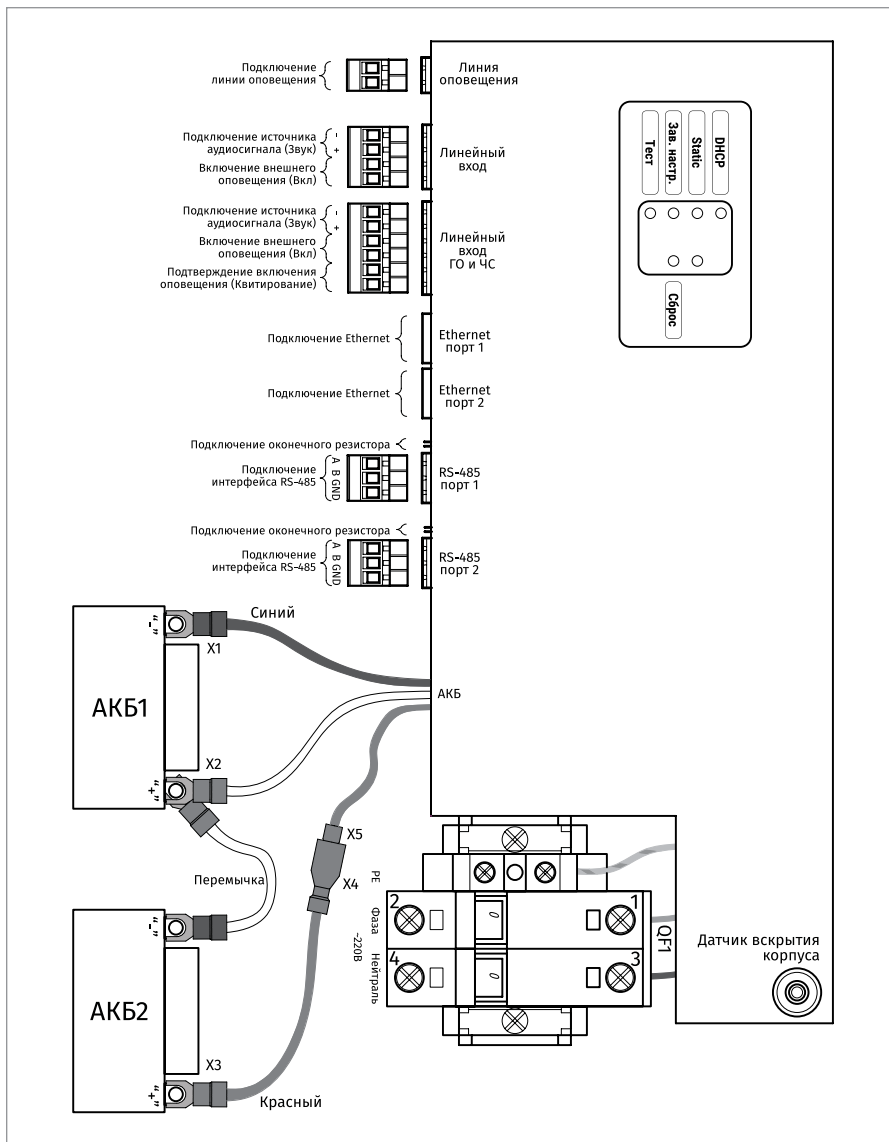 Подключение
линии оповещения
Линия
оповещения
Подключение источника
аудиосигнала (Звук)
-
+
Включение внешнего
оповещения (Вкл)
Линейный
вход
Подключение источника
аудиосигнала (Звук)
-
+
Включение внешнего
оповещения (Вкл)
Подтверждение включения
оповещения (Квитирование)
Линейный
вход
ГО и ЧС
Тест
Зав. настр.
Static
DHCP
Сброс
Подключение Ethernet
Ethernet
порт 1
Подключение Ethernet
Ethernet
порт 2
Подключение оконечного резистора
Подключение
интерфейса RS-485
A B GND
RS-485
порт 1
Подключение оконечного резистора
Подключение
интерфейса RS-485
A B GND
RS-485
порт 2
Синий
"-"
X1
АКБ1
АКБ
X2
"+"
X5
X4
Перемычка
"-"
АКБ2
X3
"+"
Красный
PE
Фаза
~220В
Нейтраль
2
0
1
4
0
3
QF1
Датчик вскрытия
корпуса